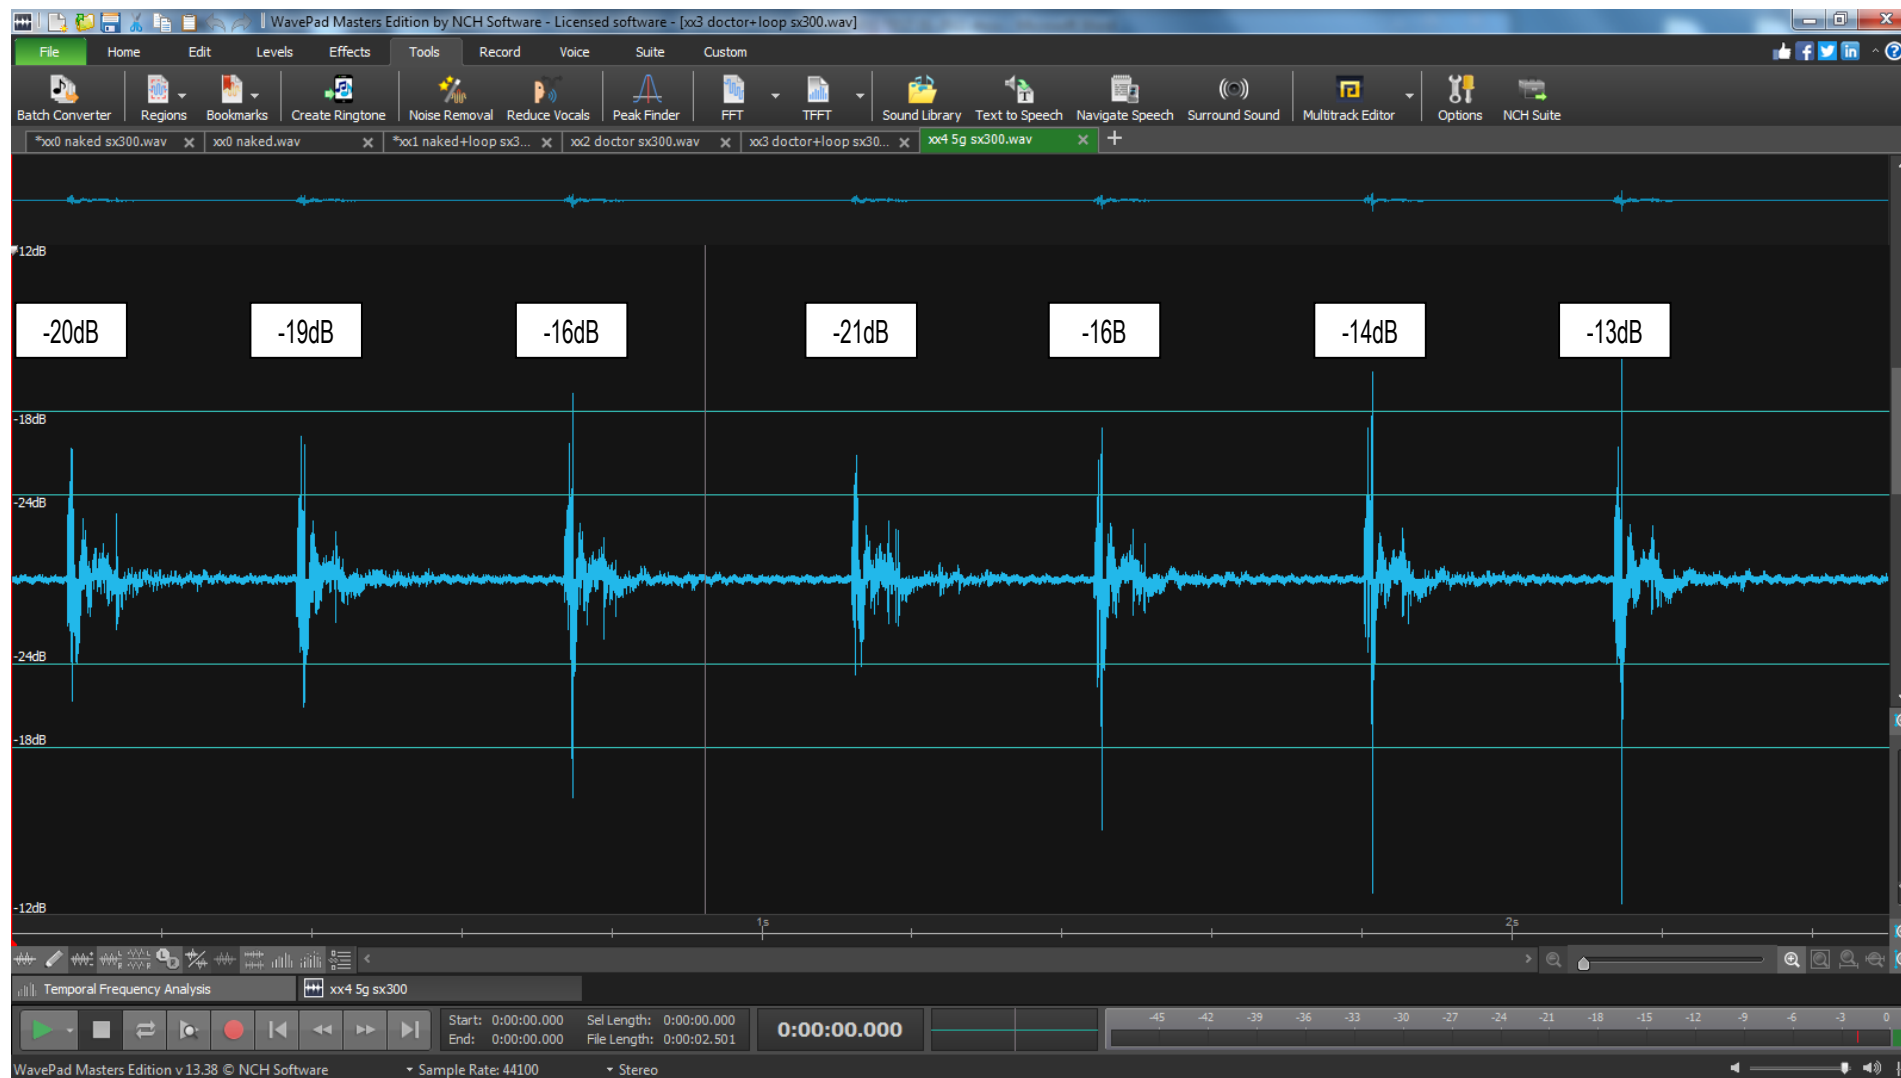 WavePad Masters Edition by NCH Software - Licensed software - [xx3 doctor+loop sx300.wav]
File Home Edit Levels Effects Tools Record Voice Suite Custom
Batch Converter Regions Bookmarks Create Ringtone Noise Removal Reduce Vocals Peak Finder FFT TFFT Sound Library Text to Speech Navigate Speech Surround Sound Multitrack Editor Options NCH Suite
*xx0 naked sx300.wav xx0 naked.wav *xx1 naked+loop sx3... xx2 doctor sx300.wav xx3 doctor+loop sx30... xx4 5g sx300.wav
-12dB
-20dB -19dB -16dB -21dB -16B -14dB -13dB
-18dB
-24dB
-24dB
-18dB
-12dB
1s 2s
Temporal Frequency Analysis xx4 5g sx300
Start: 0:00:00.000 Sel Length: 0:00:00.000
End: 0:00:00.000 File Length: 0:00:02.501
0:00:00.000
-45 -42 -39 -36 -33 -30 -27 -24 -21 -18 -15 -12 -9 -6 -3 0
WavePad Masters Edition v 13.38 © NCH Software Sample Rate: 44100 Stereo